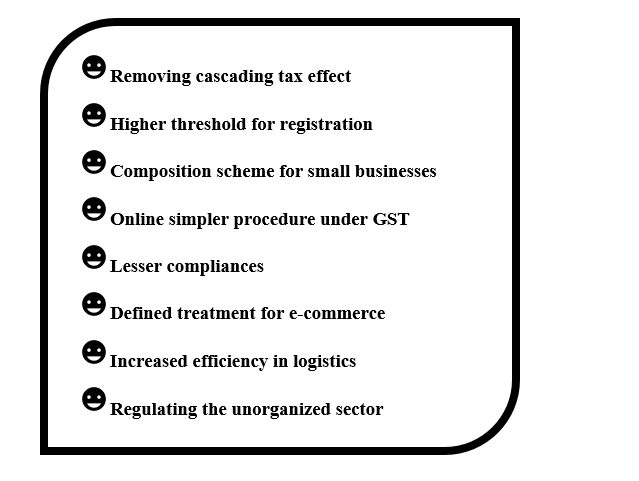 Removing cascading tax effect
Higher threshold for registration
Composition scheme for small businesses
Online simpler procedure under GST
Lesser compliances
Defined treatment for e-commerce
Increased efficiency in logistics
Regulating the unorganized sector